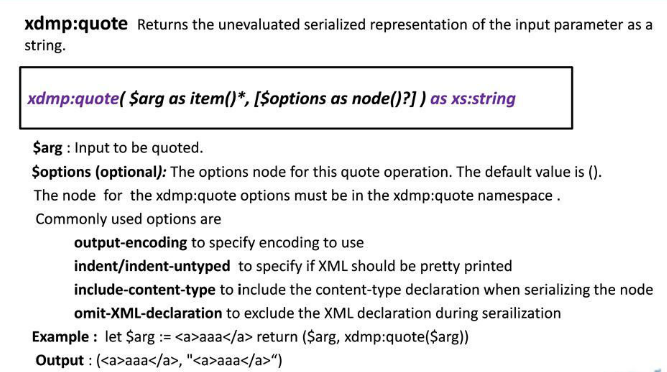 xdmp:quote Returns the unevaluated serialized representation of the input parameter as a
string.
xdmp:quote( $arg as item()*, [$options as node()?] ) as xs:string
$arg : Input to be quoted.
$options (optional): The options node for this quote operation. The default value is ().
The node for the xdmp:quote options must be in the xdmp:quote namespace .
Commonly used options are
output-encoding to specify encoding to use
indent/indent-untyped to specify if XML should be pretty printed
include-content-type to include the content-type declaration when serializing the node
omit-XML-declaration to exclude the XML declaration during serailization
Example : let $arg := <a>aaa</a> return ($arg, xdmp:quote($arg))
Output : (<a>aaa</a>, "<a>aaa</a>“)